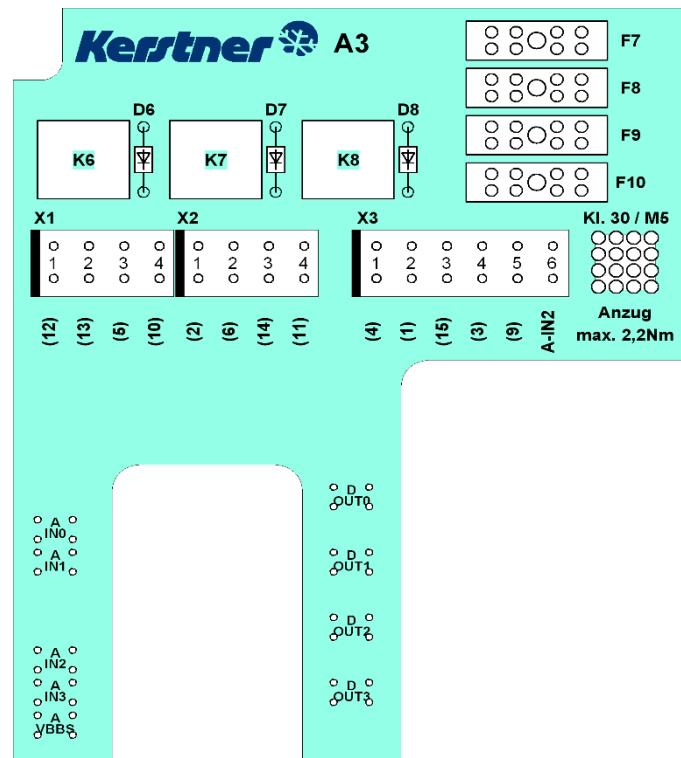 Kerstner A3
F7
F8
F9
F10
D6 D7 D8
K6 K7 K8
X1 X2 X3 Kl. 30 / M5
1 2 3 4 1 2 3 4 1 2 3 4 5 6
(12) (13) (5) (10) (2) (6) (14) (11) (4) (1) (15) (3) (9) A-IN2
Anzug
max. 2,2Nm
A
IN0
A
IN1
A
IN2
A
IN3
A
VBBS
D
OUT0
D
OUT1
D
OUT2
D
OUT3